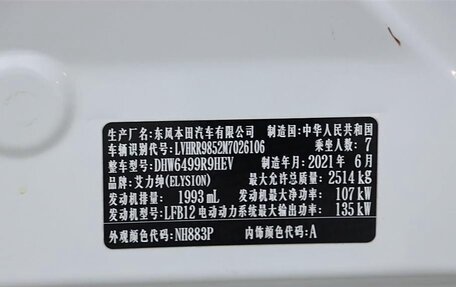 生产厂名: 东风本田汽车有限公司 制造国: 中华人民共和国
车辆识别代号: LVHRR9852M7026106 乘坐人数: 7
整车型号: DHW6499R9HEV 制造年月: 2021年 6月
品牌: 艾力绅(ELYSION) 最大允许总质量: 2514 kg
发动机排量: 1993 mL 发动机最大净功率: 107 kW
发动机型号: LFB12 电动动力系统最大输出功率: 135 kW
外观颜色代码: NH883P 内饰颜色代码: A